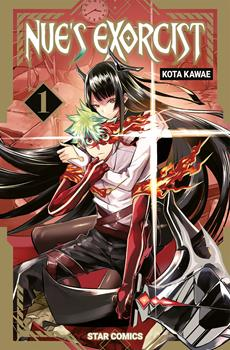 NUE'S EXORCIST
KOTA KAWAE
1
STAR COMICS